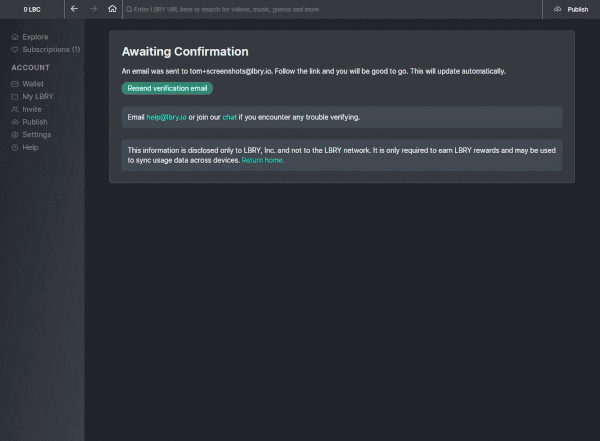 0 LBC
Enter LBRY URL here or search for videos, music, games and more
Publish
Explore
Subscriptions (1)
ACCOUNT
Wallet
My LBRY
Invite
Publish
Settings
Help
Awaiting Confirmation
An email was sent to tom+screenshots@lbry.io. Follow the link and you will be good to go. This will update automatically.
Resend verification email
Email help@lbry.io or join our chat if you encounter any trouble verifying.
This information is disclosed only to LBRY, Inc. and not to the LBRY network. It is only required to earn LBRY rewards and may be used
to sync usage data across devices. Return home.